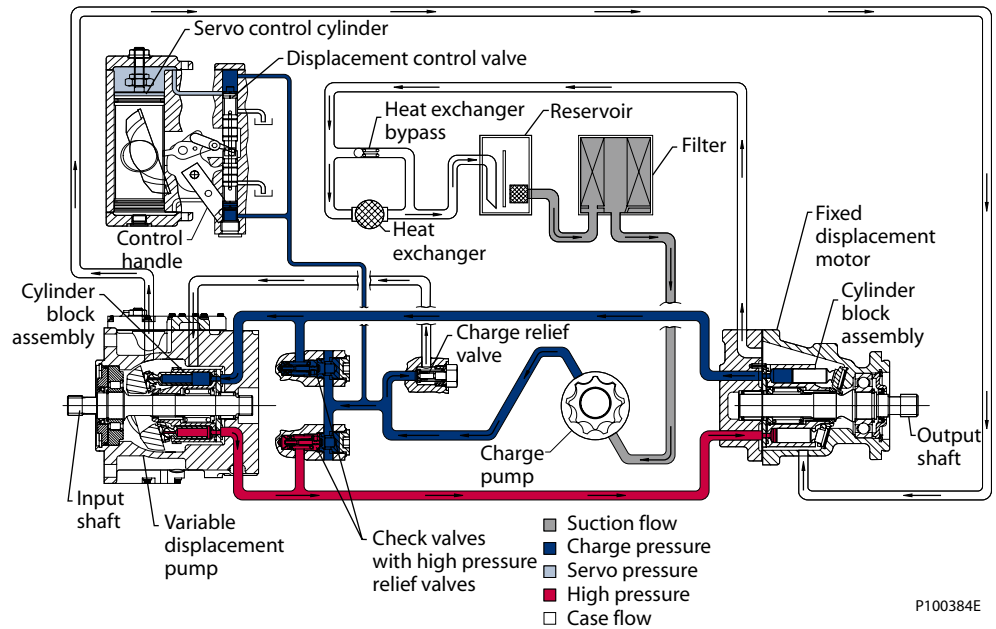 Servo control cylinder
Displacement control valve
Heat exchanger
bypass
Reservoir
Filter
Control
handle
Heat
exchanger
Fixed
displacement
motor
Cylinder
block
assembly
Cylinder
block
assembly
Charge relief
valve
Charge
pump
Output
shaft
Input
shaft
Variable
displacement
pump
Check valves
with high pressure
relief valves
Suction flow
Charge pressure
Servo pressure
High pressure
Case flow
P100384E